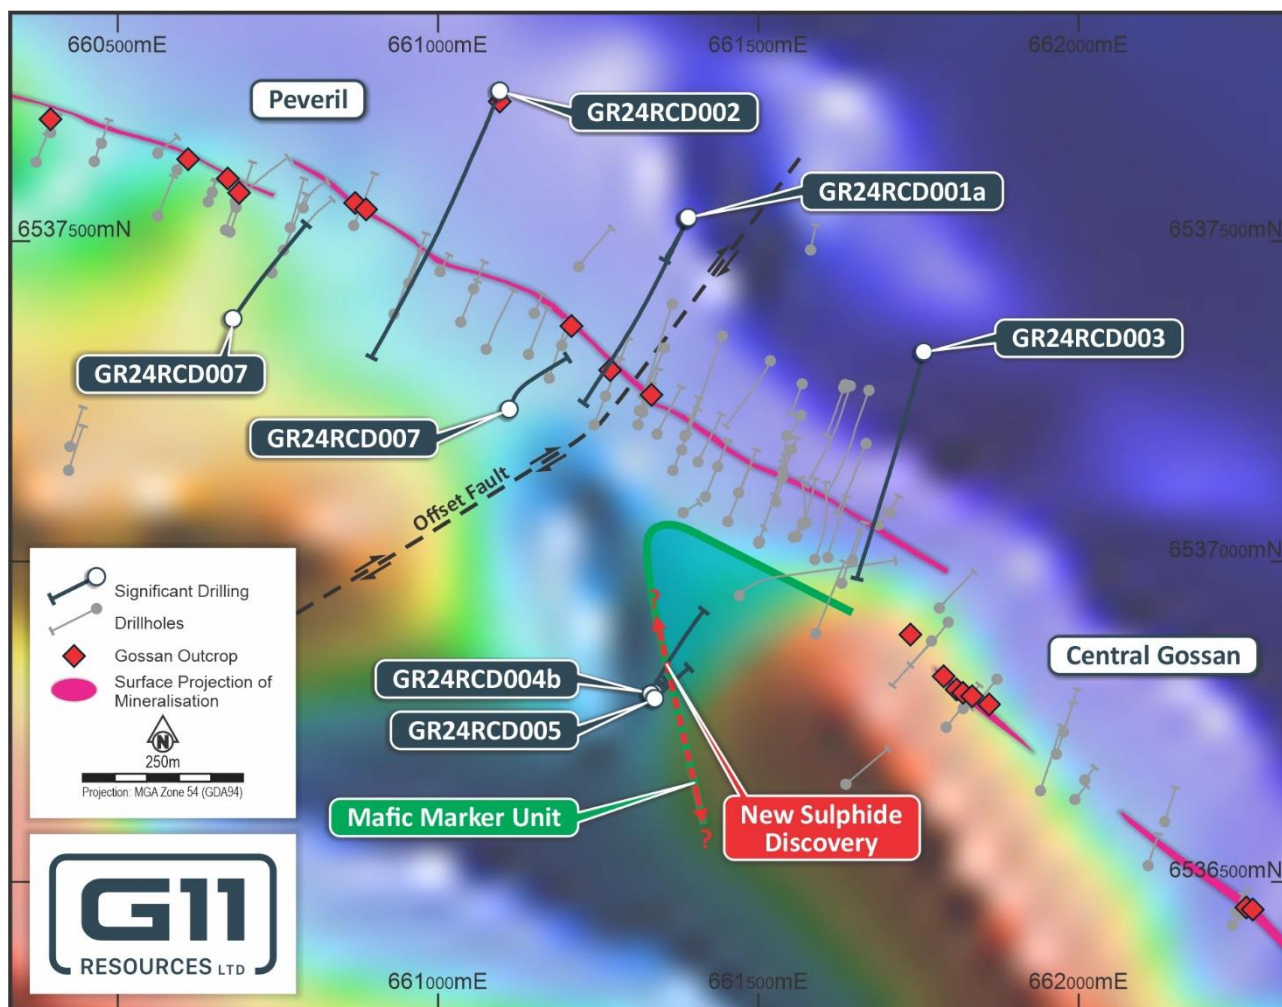 660500mE
661000mE
661500mE
662000mE
Peveril
GR24RCD002
GR24RCD001a
6537500mN
6537500mN
GR24RCD003
GR24RCD007
GR24RCD007
Offset Fault
6537000mN
Significant Drilling
Drillholes
Gossan Outcrop
Surface Projection of
Mineralisation
N
250m
Projection: MGA Zone 54 (GDA94)
?
Central Gossan
GR24RCD004b
GR24RCD005
Mafic Marker Unit
New Sulphide
Discovery
?
6536500mN
G11
RESOURCES LTD
661000mE
661500mE
662000mE